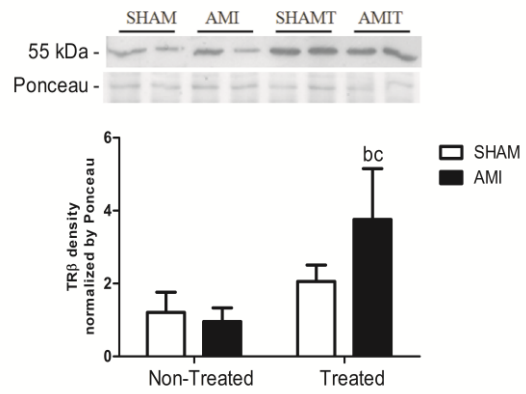 SHAM AMI SHAMT AMIT
55 kDa -
Ponceau -
6
4
2
0
TRβ density
normalized by Ponceau
bc
SHAM
AMI
Non-Treated Treated